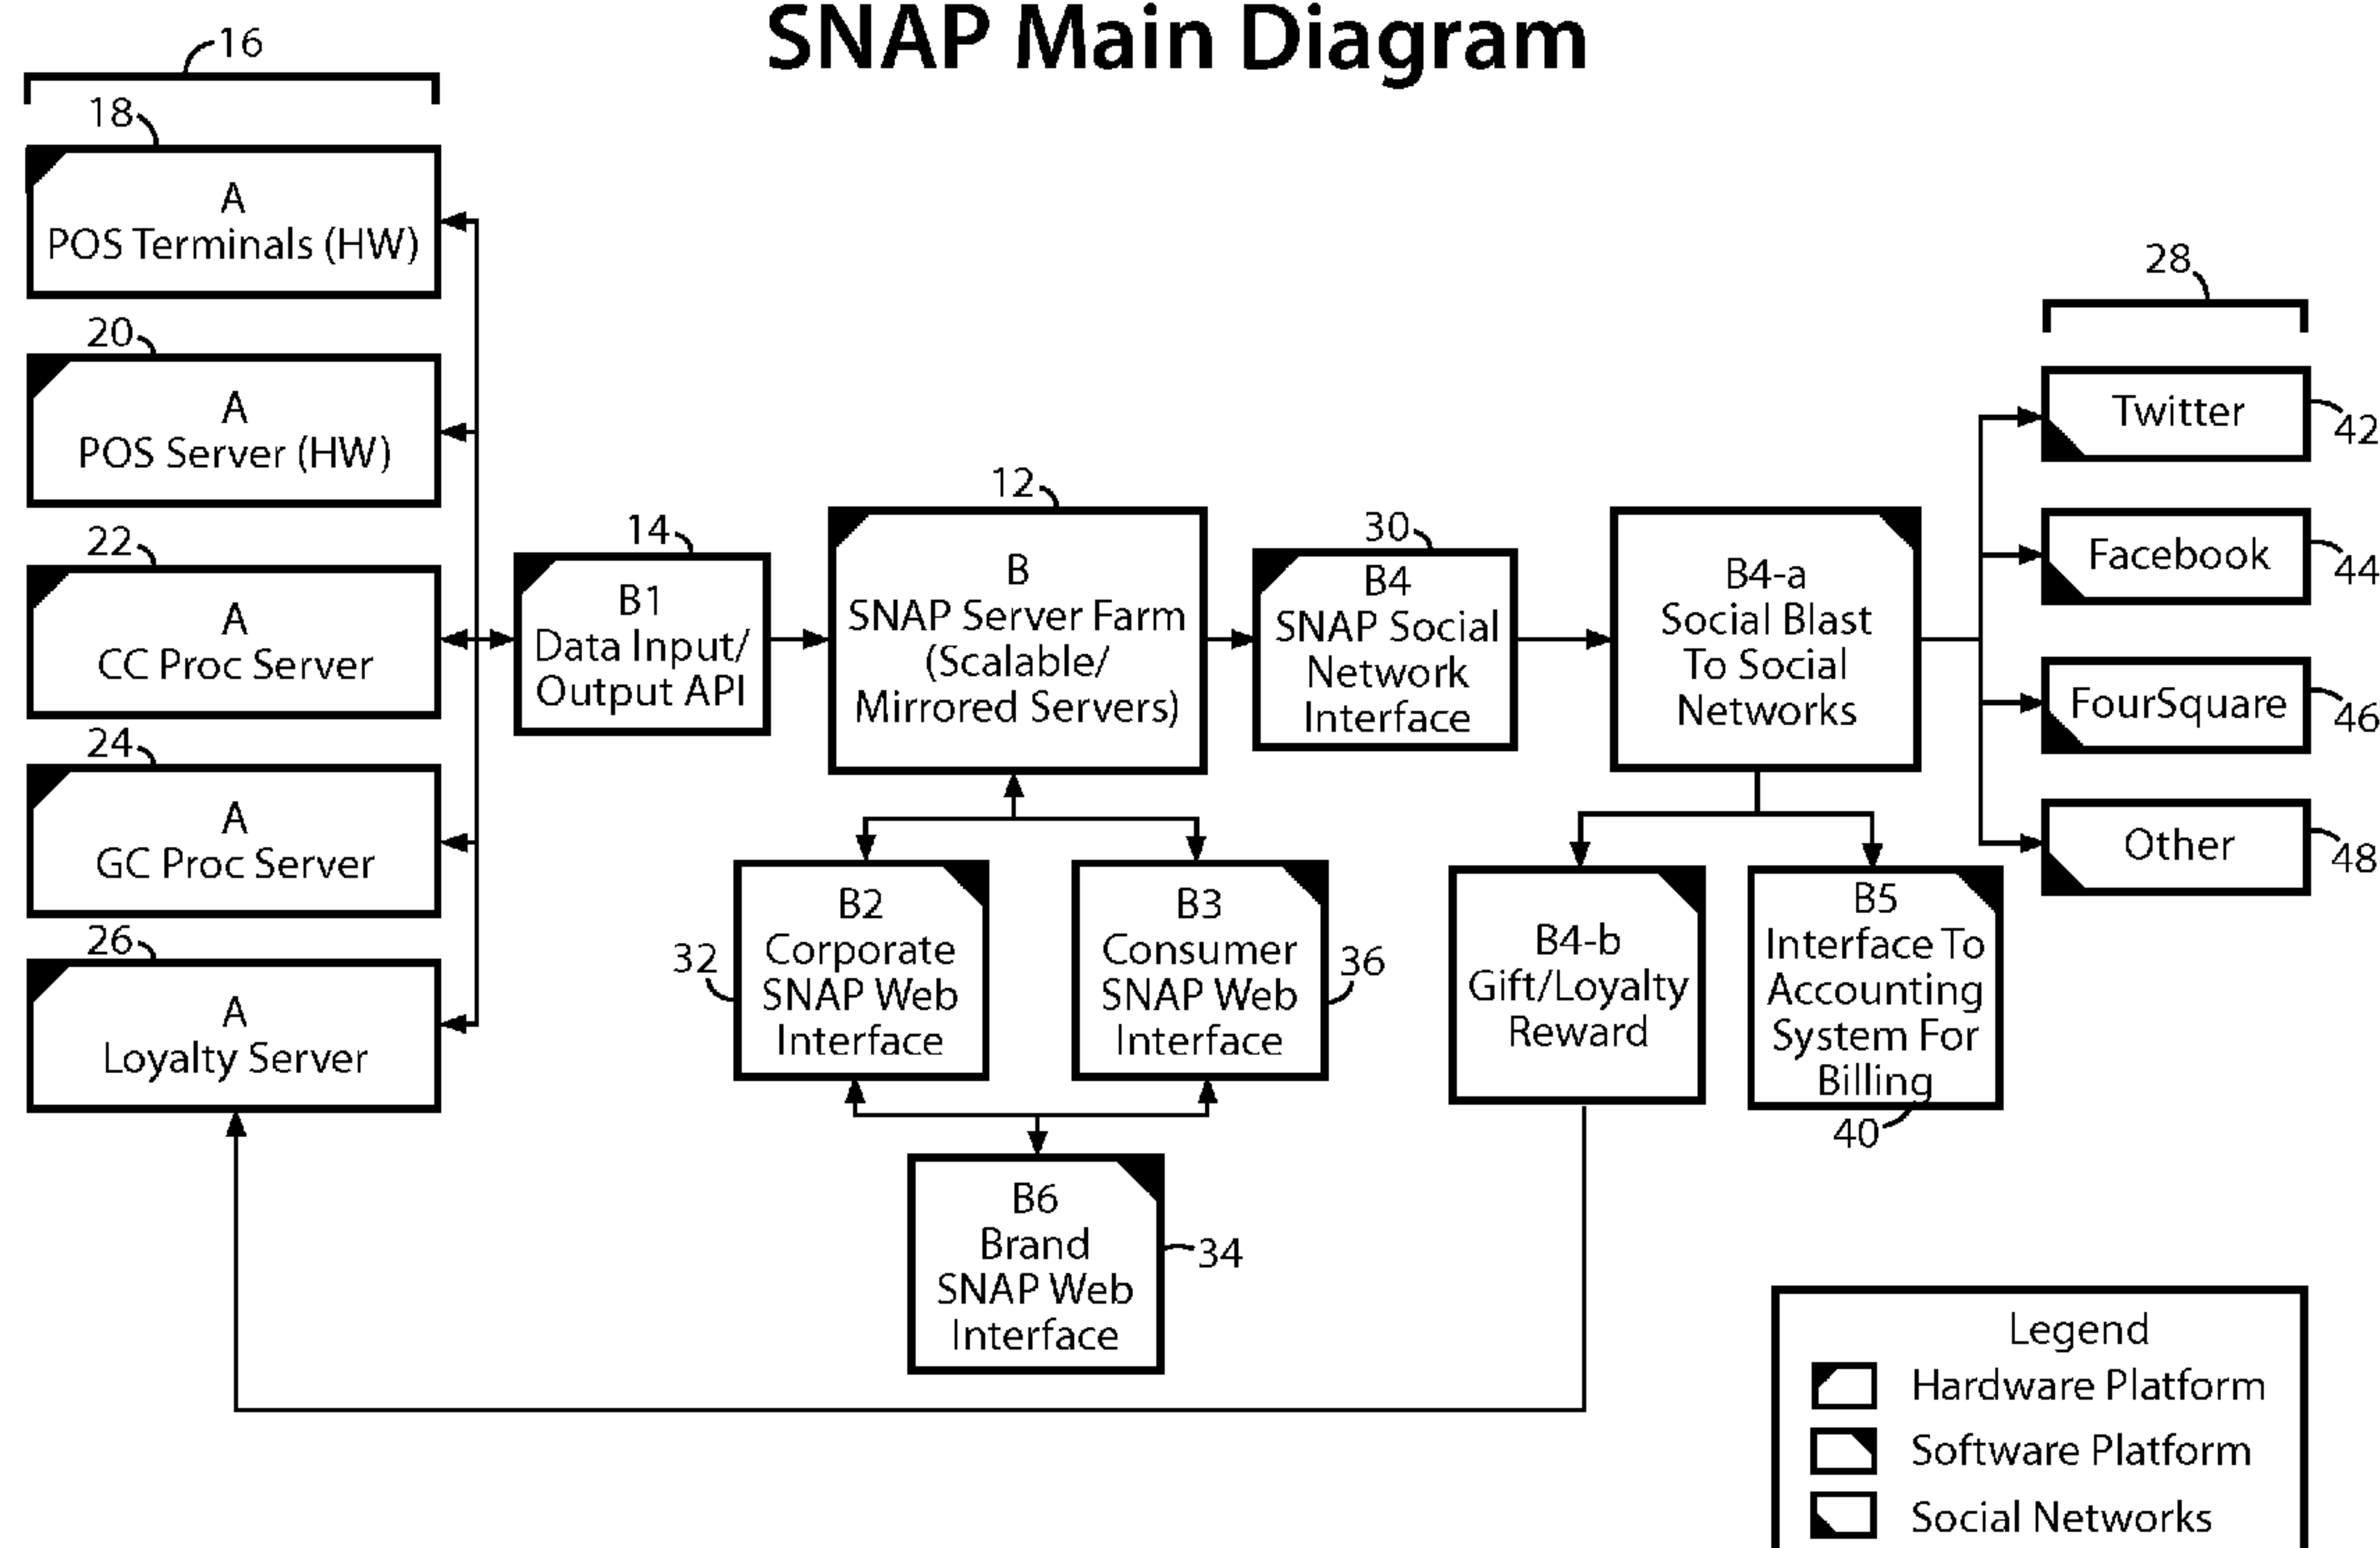 SNAP Main Diagram
16
18
A
POS Terminals (HW)
20
A
POS Server (HW)
22
A
CC Proc Server
24
A
GC Proc Server
26
A
Loyalty Server
14
B1
Data Input/
Output API
12
B
SNAP Server Farm
(Scalable/
Mirrored Servers)
30
B4
SNAP Social
Network
Interface
B4-a
Social Blast
To Social
Networks
28
Twitter
42
Facebook
44
FourSquare
46
Other
48
32
B2
Corporate
SNAP Web
Interface
B3
Consumer
SNAP Web
Interface
36
B4-b
Gift/Loyalty
Reward
B5
Interface To
Accounting
System For
Billing
40
B6
Brand
SNAP Web
Interface
34
Legend
Hardware Platform
Software Platform
Social Networks